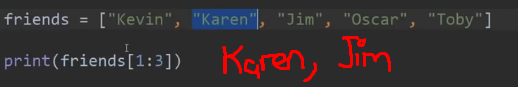 friends = ["Kevin", "Karen", "Jim", "Oscar", "Toby"]
print(friends[1:3]) Karen, Jim